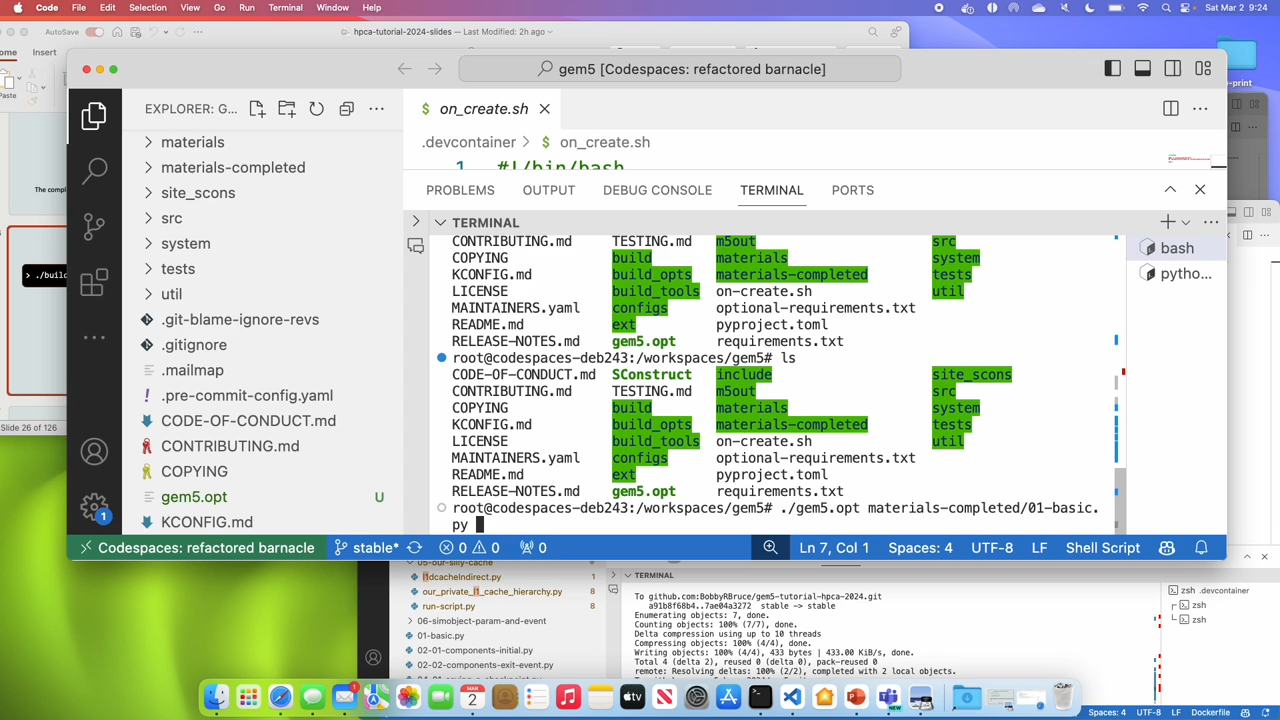 Code File Edit Selection View Go Run Terminal Window Help Sat Mar 2 9:24
AutoSave hpca-tutorial-2024-slides — Last Modified: 2h ago
Insert
Paste
The compl
> ./build
Slide 26 of 126
-print
gem5 [Codespaces: refactored barnacle]
EXPLORER: G...
materials
materials-completed
site_scons
src
system
tests
util
.git-blame-ignore-revs
.gitignore
.mailmap
.pre-commit-config.yaml
CODE-OF-CONDUCT.md
CONTRIBUTING.md
COPYING
gem5.opt U
KCONFIG.md
$ on_create.sh
.devcontainer > $ on_create.sh
1 #!/bin/bash
PROBLEMS OUTPUT DEBUG CONSOLE TERMINAL PORTS
TERMINAL
CONTRIBUTING.md TESTING.md m5out src
COPYING build materials system
KCONFIG.md build_opts materials-completed tests
LICENSE build_tools on-create.sh util
MAINTAINERS.yaml configs optional-requirements.txt
README.md ext pyproject.toml
RELEASE-NOTES.md gem5.opt requirements.txt
root@codespaces-deb243:/workspaces/gem5# ls
CODE-OF-CONDUCT.md SConstruct include site_scons
CONTRIBUTING.md TESTING.md m5out src
COPYING build materials system
KCONFIG.md build_opts materials-completed tests
LICENSE build_tools on-create.sh util
MAINTAINERS.yaml configs optional-requirements.txt
README.md ext pyproject.toml
RELEASE-NOTES.md gem5.opt requirements.txt
root@codespaces-deb243:/workspaces/gem5# ./gem5.opt materials-completed/01-basic.
py
bash
pytho...
1
Codespaces: refactored barnacle stable* 0 0 0 Ln 7, Col 1 Spaces: 4 UTF-8 LF Shell Script
05-our-silly-cache
l1dcacheIndirect.py 1
our_private_l1_cache_hierarchy.py 8
run-script.py 8
06-simobject-param-and-event
01-basic.py
02-01-components-initial.py
02-02-components-exit-event.py
TERMINAL
To github.com:BobbyRBruce/gem5-tutorial-hpca-2024.git
a91b8f68b4..7ae04a3272 stable -> stable
Enumerating objects: 7, done.
Counting objects: 100% (7/7), done.
Delta compression using up to 10 threads
Compressing objects: 100% (4/4), done.
Writing objects: 100% (4/4), 433 bytes | 433.00 KiB/s, done.
Total 4 (delta 2), reused 0 (delta 0), pack-reused 0
remote: Resolving deltas: 100% (2/2), completed with 2 local objects.
zsh .devcontainer
zsh
zsh
MAR
2
1
tv
Spaces: 4 UTF-8 LF Dockerfile